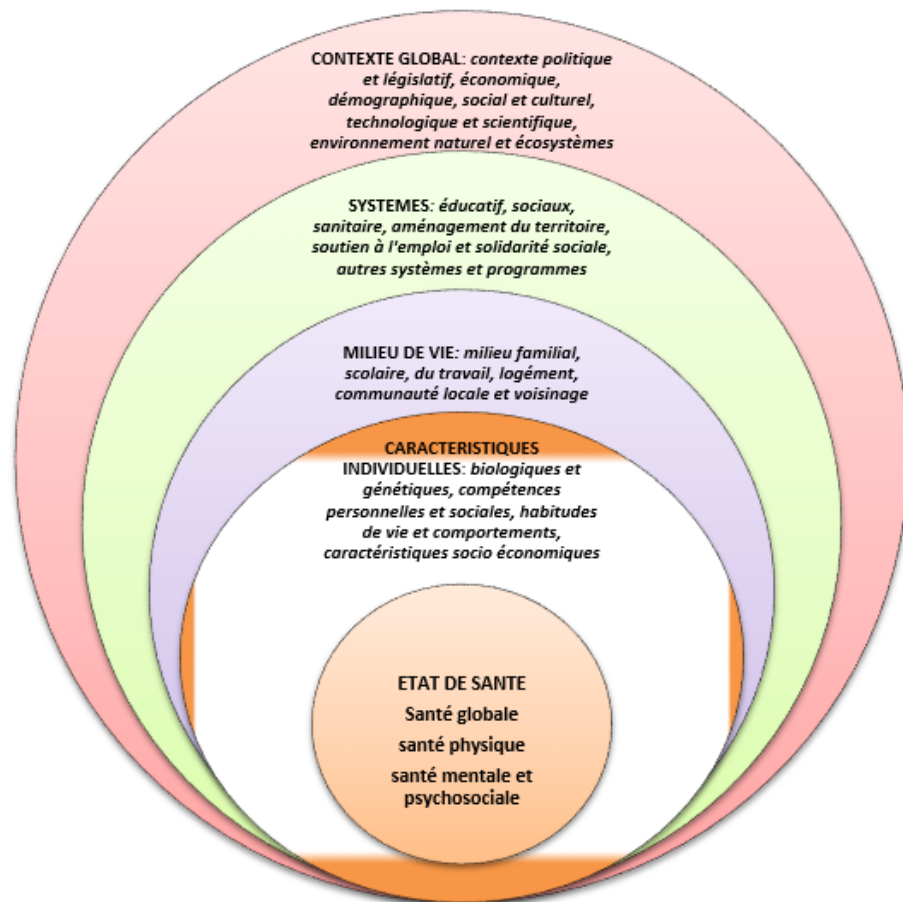 CONTEXTE GLOBAL: contexte politique
et législatif, économique,
démographique, social et culturel,
technologique et scientifique,
environnement naturel et écosystèmes
SYSTEMES: éducatif, sociaux,
sanitaire, aménagement du territoire,
soutien à l'emploi et solidarité sociale,
autres systèmes et programmes
MILIEU DE VIE: milieu familial,
scolaire, du travail, logément,
communauté locale et voisinage
CARACTERISTIQUES
INDIVIDUELLES: biologiques et
génétiques, compétences
personnelles et sociales, habitudes
de vie et comportements,
caractéristiques socio économiques
ETAT DE SANTE
Santé globale
santé physique
santé mentale et
psychosociale